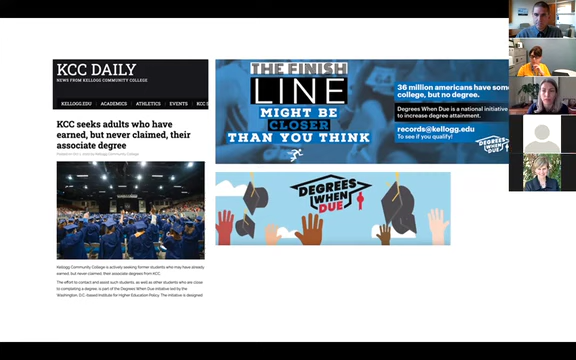 KCC DAILY
NEWS FROM KELLOGG COMMUNITY COLLEGE
KELLOGG.EDU ACADEMICS ATHLETICS EVENTS KCC S
KCC seeks adults who have
earned, but never claimed, their
associate degree
Kellogg Community College is actively seeking former students who may have already
earned, but never claimed, their associate degrees from KCC.
The effort to contact and assist such students, as well as other students who are close
to completing a degree, is part of the Degrees When Due initiative led by the
Washington, D.C.-based Institute for Higher Education Policy. The initiative is designed
THE FINISH
LINE
MIGHT BE
CLOSER
THAN YOU THINK
36 million americans have some
college, but no degree.
Degrees When Due is a national initiative
to increase degree attainment.
records@kellogg.edu
To see if you qualify!
DEGREES
WHEN
DUE
DEGREES
WHEN
DUE